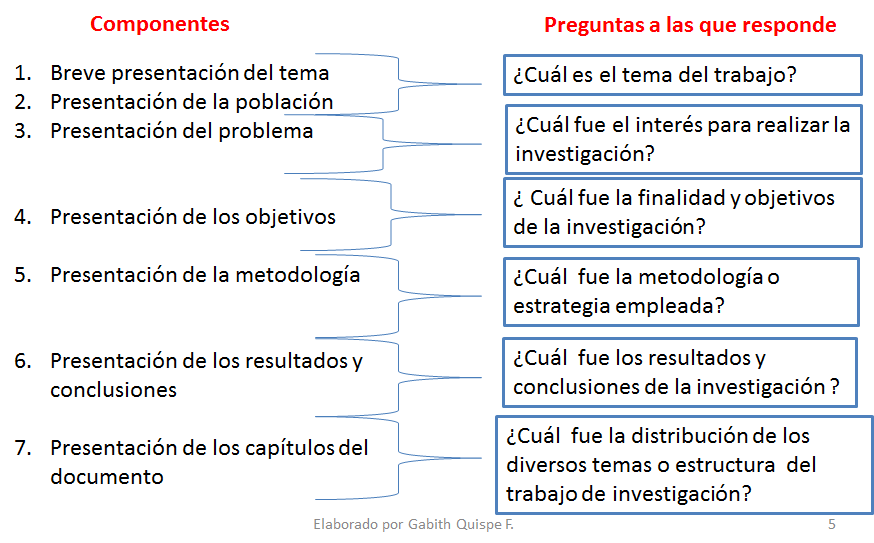 Componentes
Preguntas a las que responde
1. Breve presentación del tema
2. Presentación de la población
¿Cuál es el tema del trabajo?
3. Presentación del problema
¿Cuál fue el interés para realizar la
investigación?
4. Presentación de los objetivos
¿ Cuál fue la finalidad y objetivos
de la investigación?
5. Presentación de la metodología
¿Cuál fue la metodología o
estrategia empleada?
6. Presentación de los resultados y
conclusiones
¿Cuál fue los resultados y
conclusiones de la investigación ?
7. Presentación de los capítulos del
documento
¿Cuál fue la distribución de los
diversos temas o estructura del
trabajo de investigación?
Elaborado por Gabith Quispe F.
5